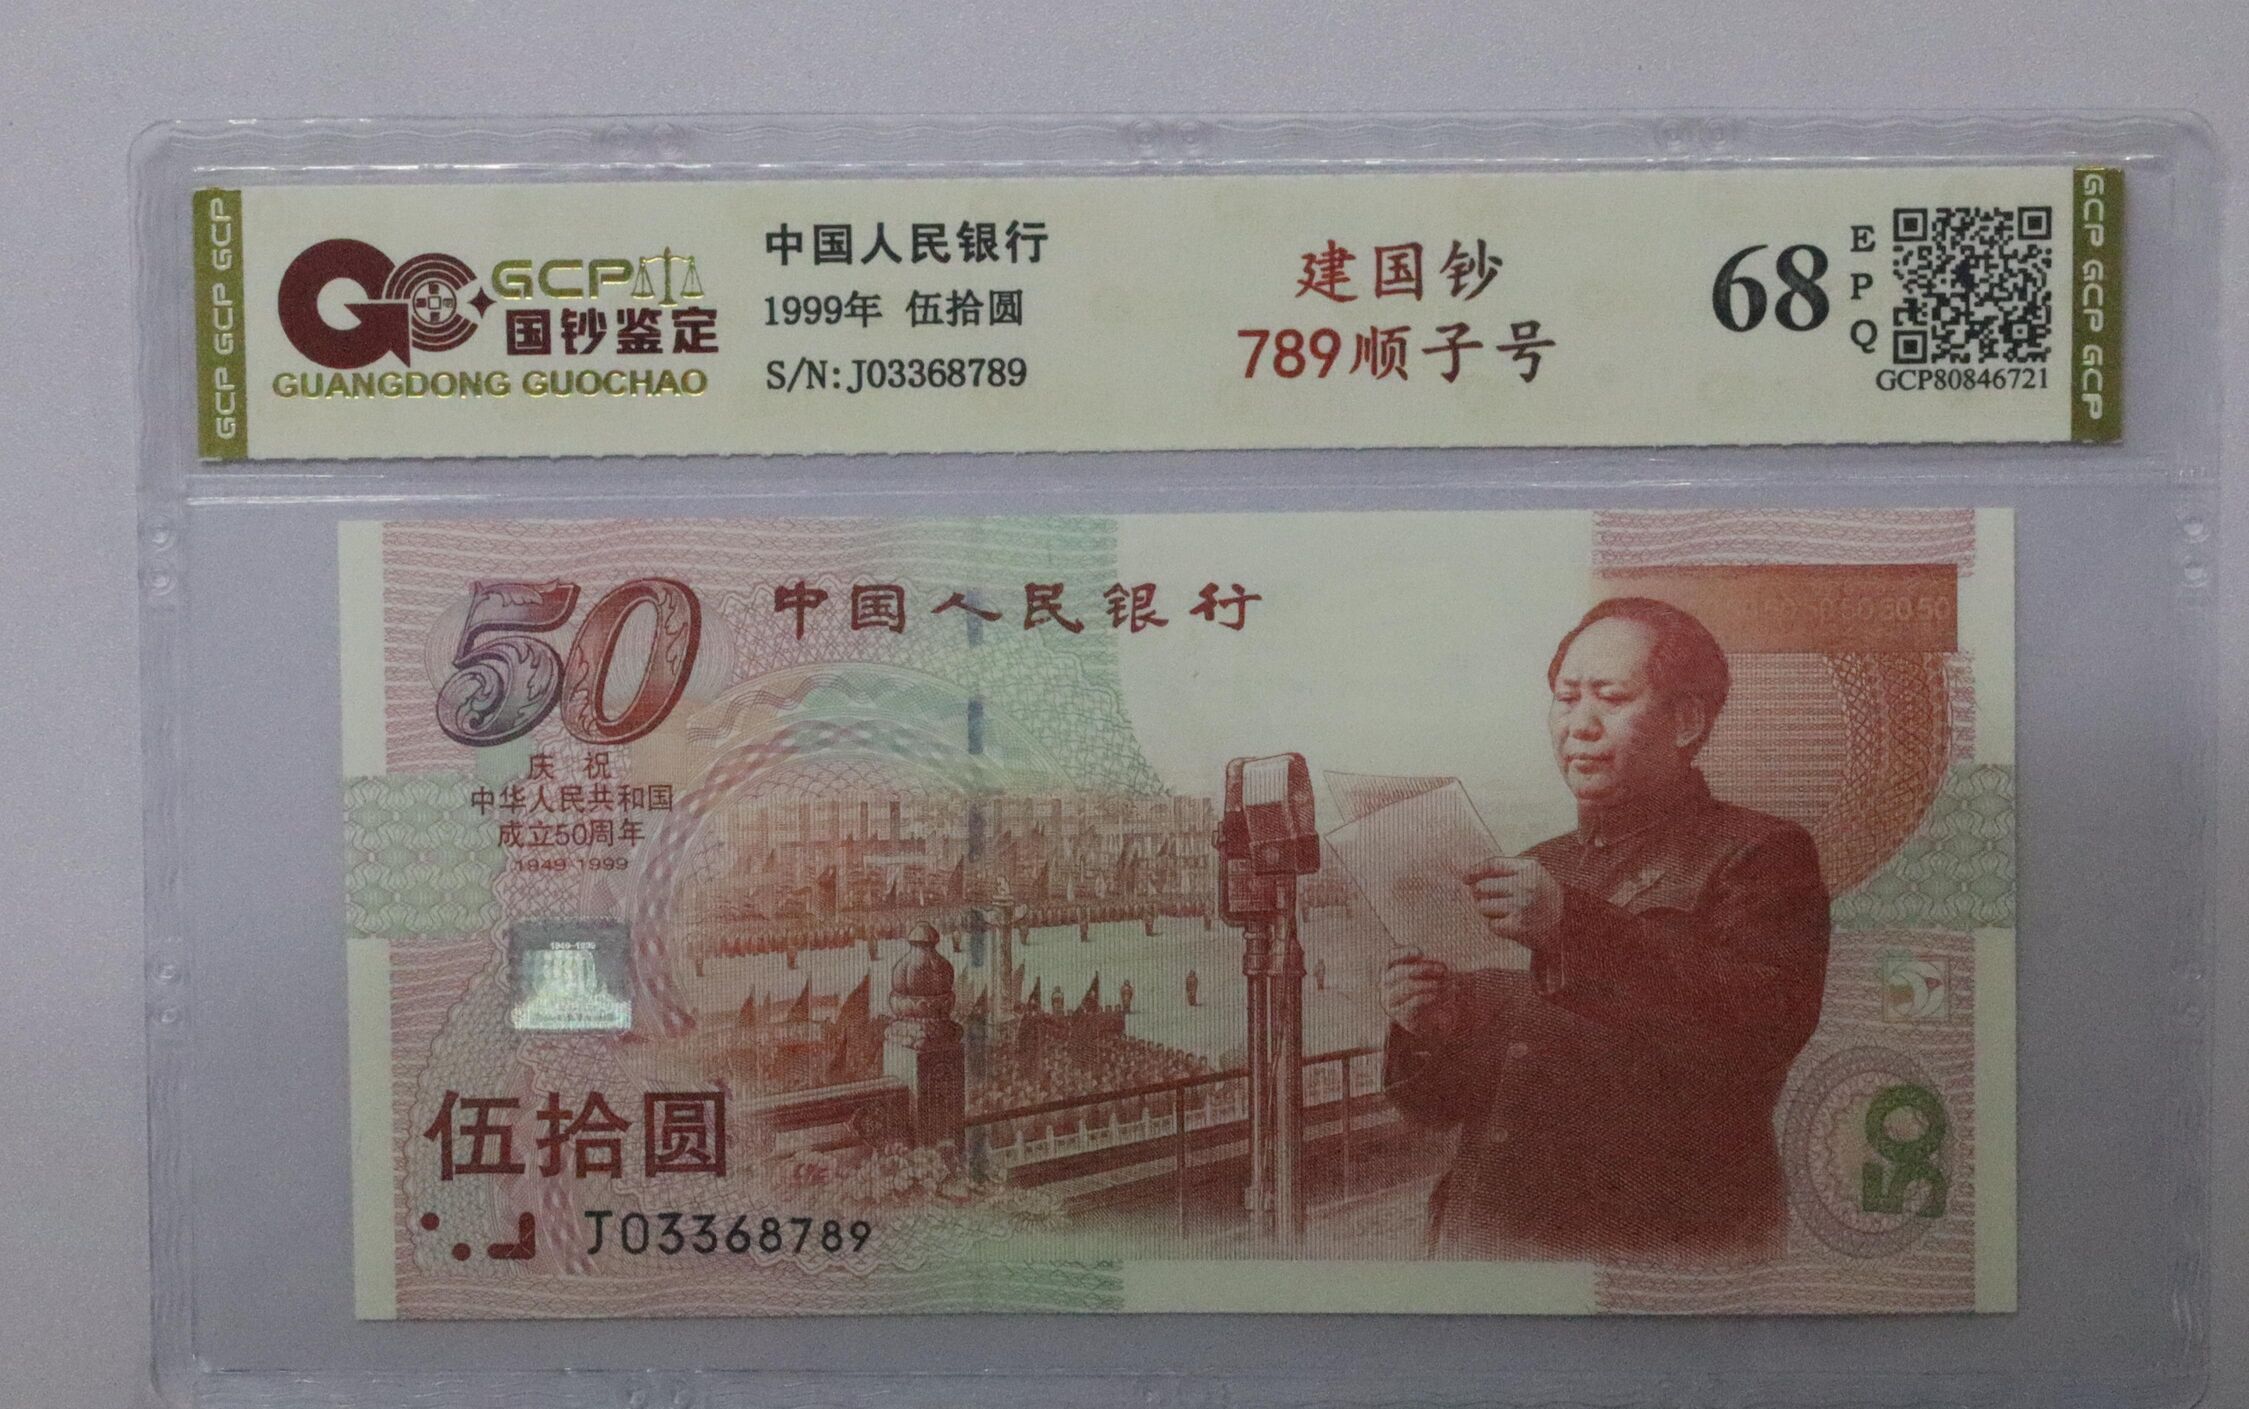 GCP GCP GCP
GCP
国钞鉴定
GUANGDONG GUOCHAO
中国人民银行
1999年 伍拾圆
S/N:J03368789
建国钞
789顺子号
68
EPQ
GCP80846721
GCP GCP GCP
50
中国人民银行
庆祝
中华人民共和国
成立50周年
1949-1999
1949-1999
伍拾圆
J03368789
50